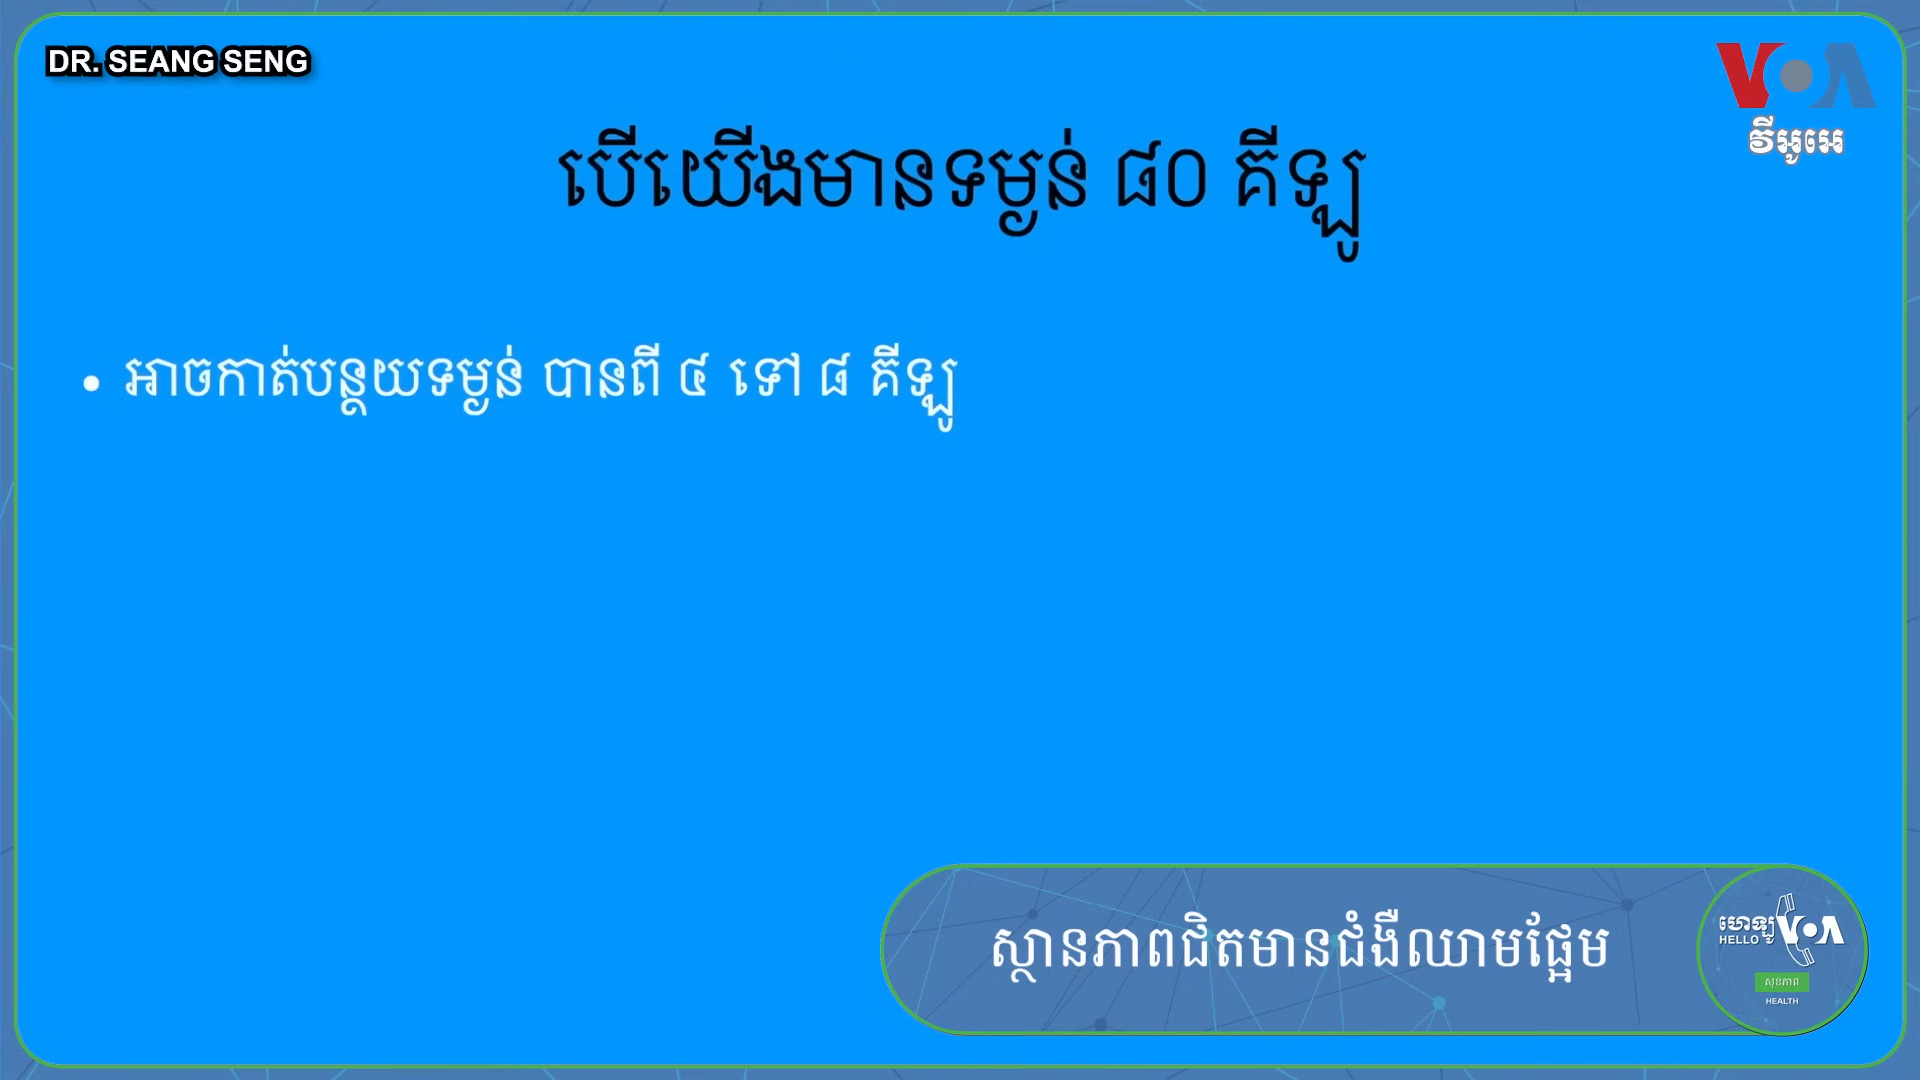 DR. SEANG SENG
VOA
វីអូអេ
បើយើងមានទម្ងន់ ៨០ គីឡូ
• អាចកាត់បន្ថយទម្ងន់ បានពី ៤ ទៅ ៨ គីឡូ
ស្ថានភាពជិតមានជំងឺឈាមផ្អែម
ហេឡូ VOA
HELLO
សុខភាព
HEALTH